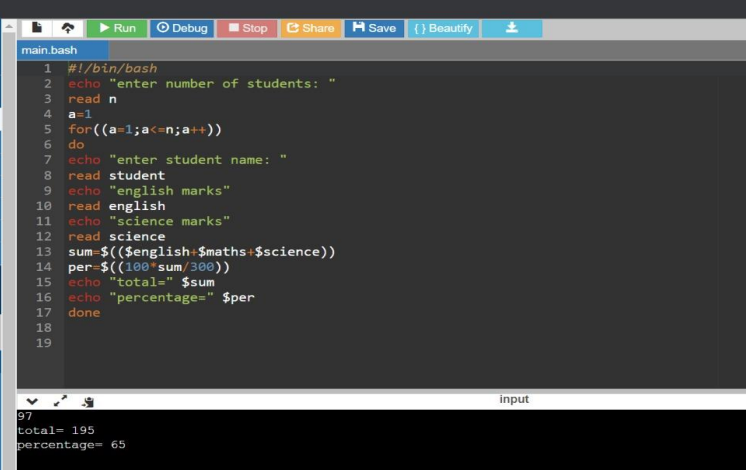 Run Debug Stop Share Save { } Beautify
main.bash
1 #!/bin/bash
2 echo "enter number of students: "
3 read n
4 a=1
5 for((a=1;a<=n;a++))
6 do
7 echo "enter student name: "
8 read student
9 echo "english marks"
10 read english
11 echo "science marks"
12 read science
13 sum=$(($english+$maths+$science))
14 per=$((100*sum/300))
15 echo "total=" $sum
16 echo "percentage=" $per
17 done
18
19
input
97
total= 195
percentage= 65